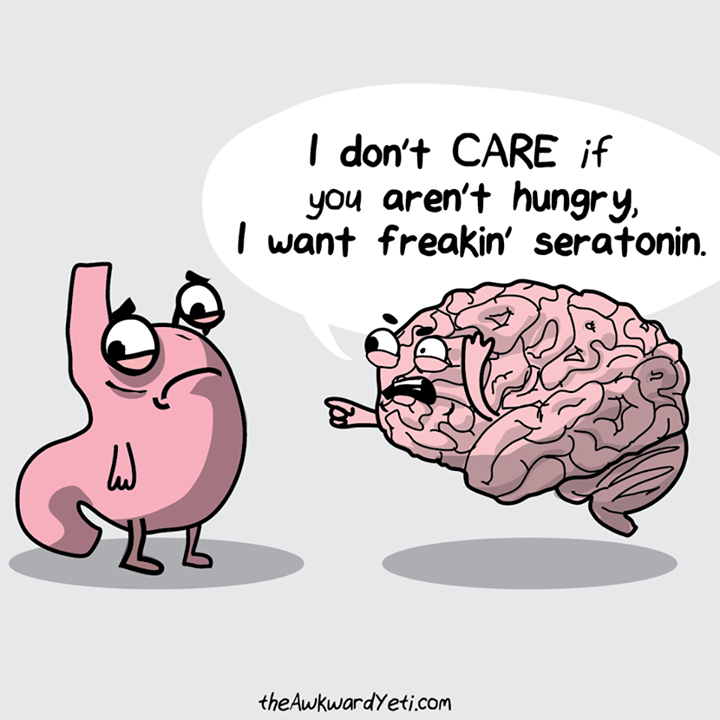 I don't CARE if
you aren't hungry,
I want freakin' seratonin.
theAwkwardYeti.com